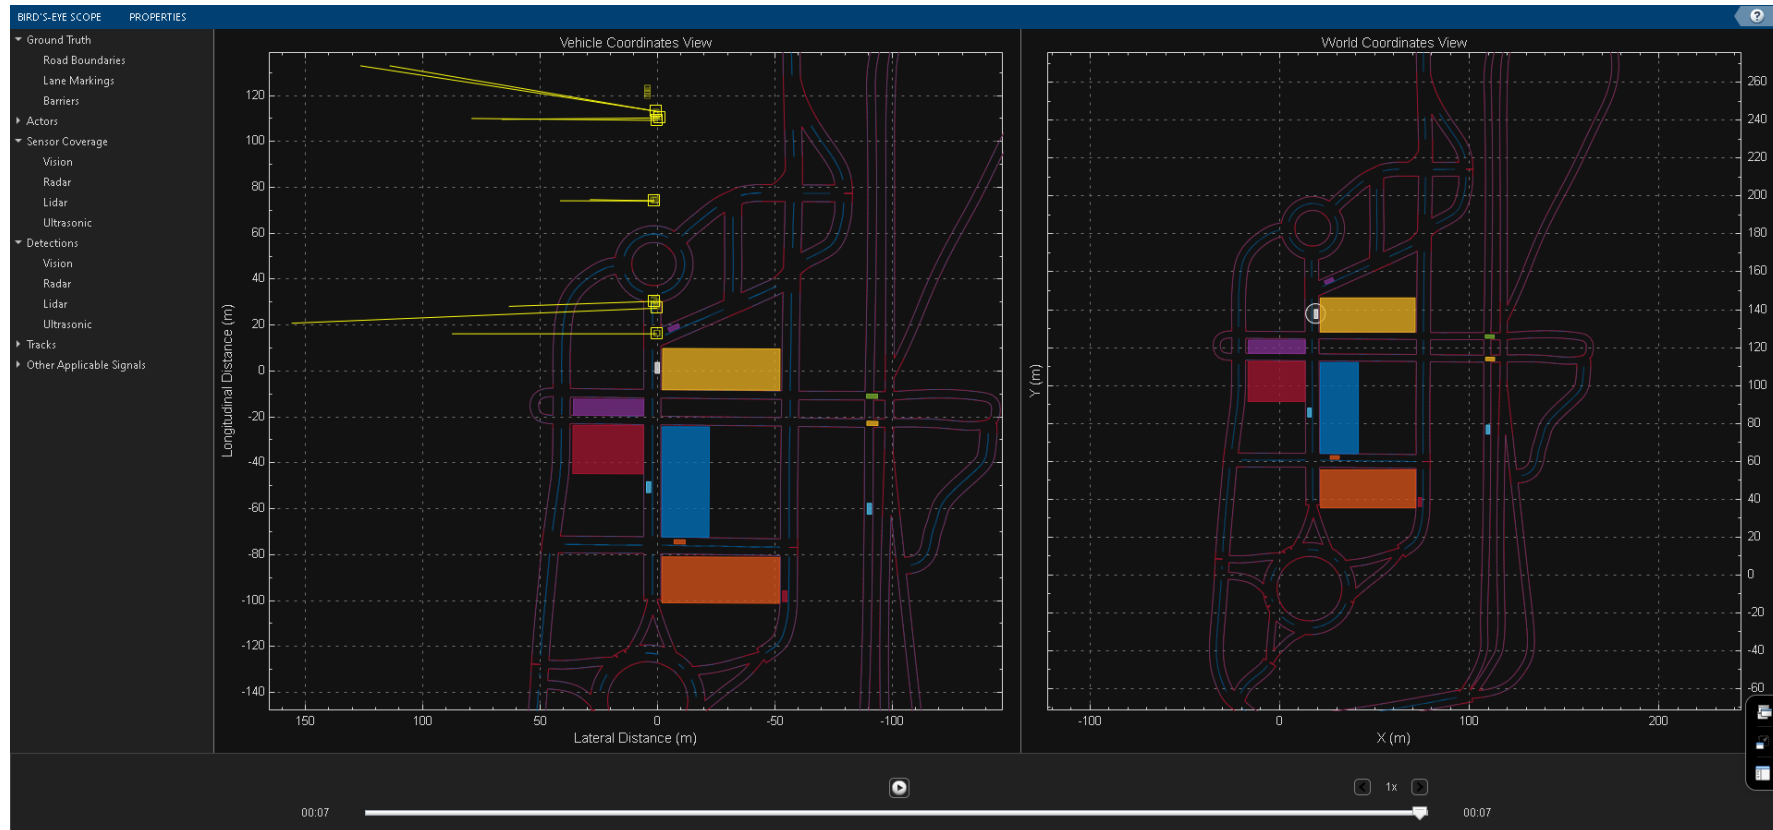 BIRD'S-EYE SCOPE PROPERTIES ?
Ground Truth
Road Boundaries
Lane Markings
Barriers
Actors
Sensor Coverage
Vision
Radar
Lidar
Ultrasonic
Detections
Vision
Radar
Lidar
Ultrasonic
Tracks
Other Applicable Signals
Vehicle Coordinates View
120
100
80
60
40
20
0
-20
-40
-60
-80
-100
-120
-140
Longitudinal Distance (m)
150 100 50 0 -50 -100
Lateral Distance (m)
World Coordinates View
260
240
220
200
180
160
140
120
100
80
60
40
20
0
-20
-40
-60
Y (m)
-100 0 100 200
X (m)
1x
00:07 00:07